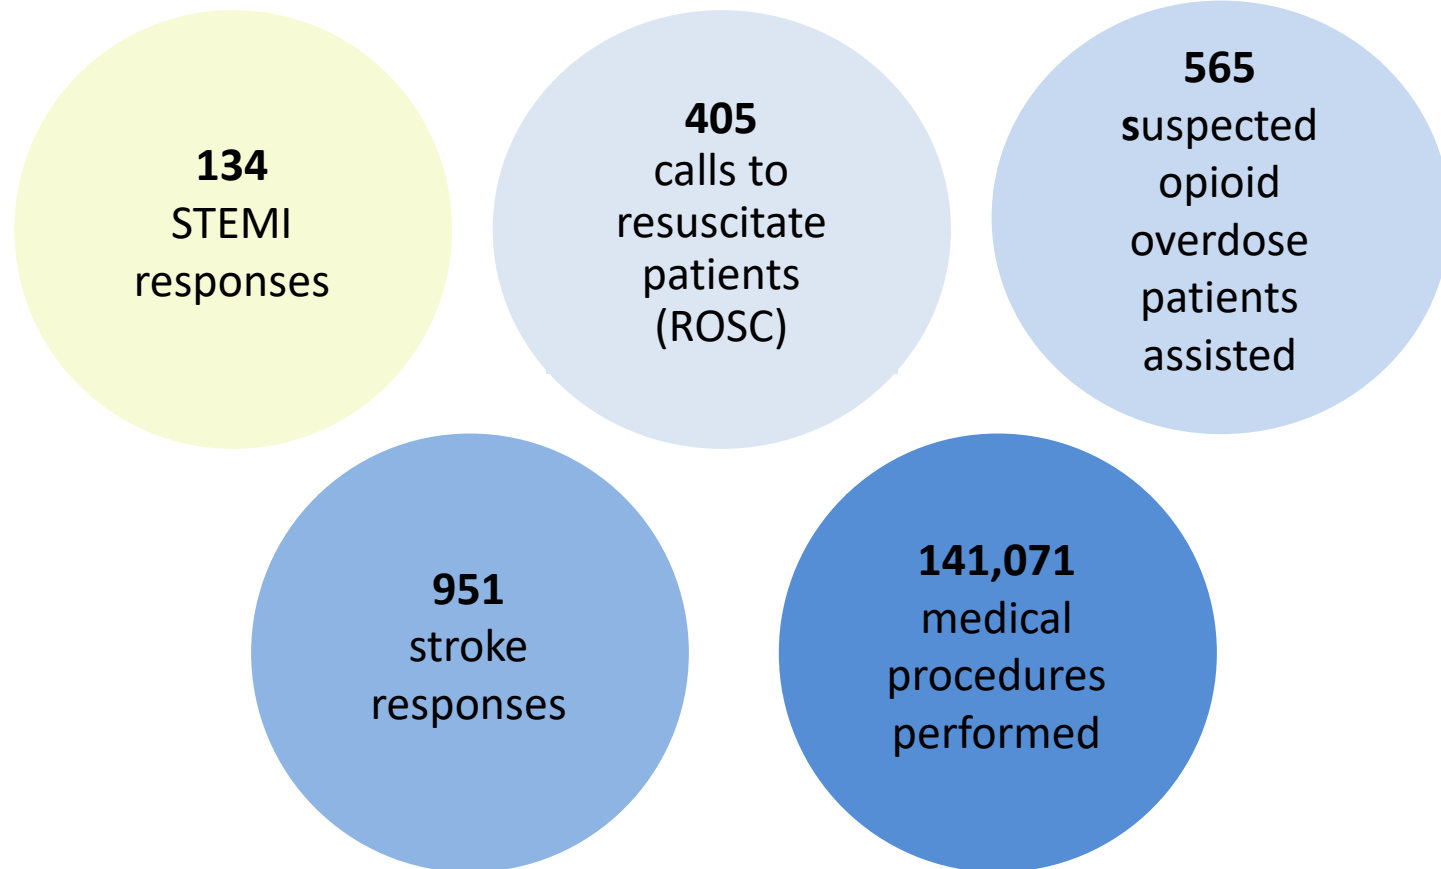 134
STEMI
responses
405
calls to
resuscitate
patients
(ROSC)
565
suspected
opioid
overdose
patients
assisted
951
stroke
responses
141,071
medical
procedures
performed